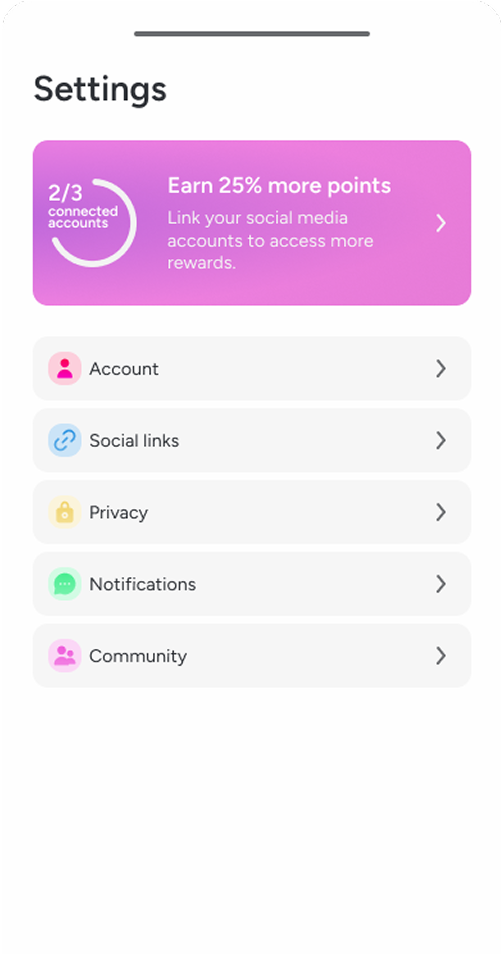 Settings
2/3
connected
accounts
Earn 25% more points
Link your social media
accounts to access more
rewards.
Account
Social links
Privacy
Notifications
Community